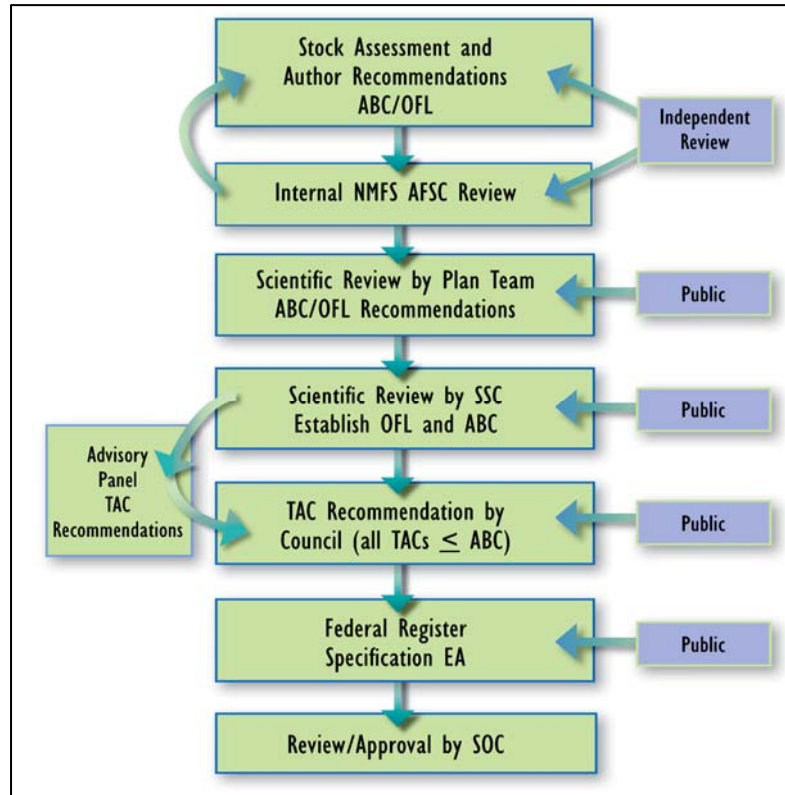 Stock Assessment and
Author Recommendations
ABC/OFL
Independent
Review
Internal NMFS AFSC Review
Scientific Review by Plan Team
ABC/OFL Recommendations
Public
Scientific Review by SSC
Establish OFL and ABC
Public
Advisory
Panel
TAC
Recommendations
TAC Recommendation by
Council (all TACs ≤ ABC)
Public
Federal Register
Specification EA
Public
Review/Approval by SOC